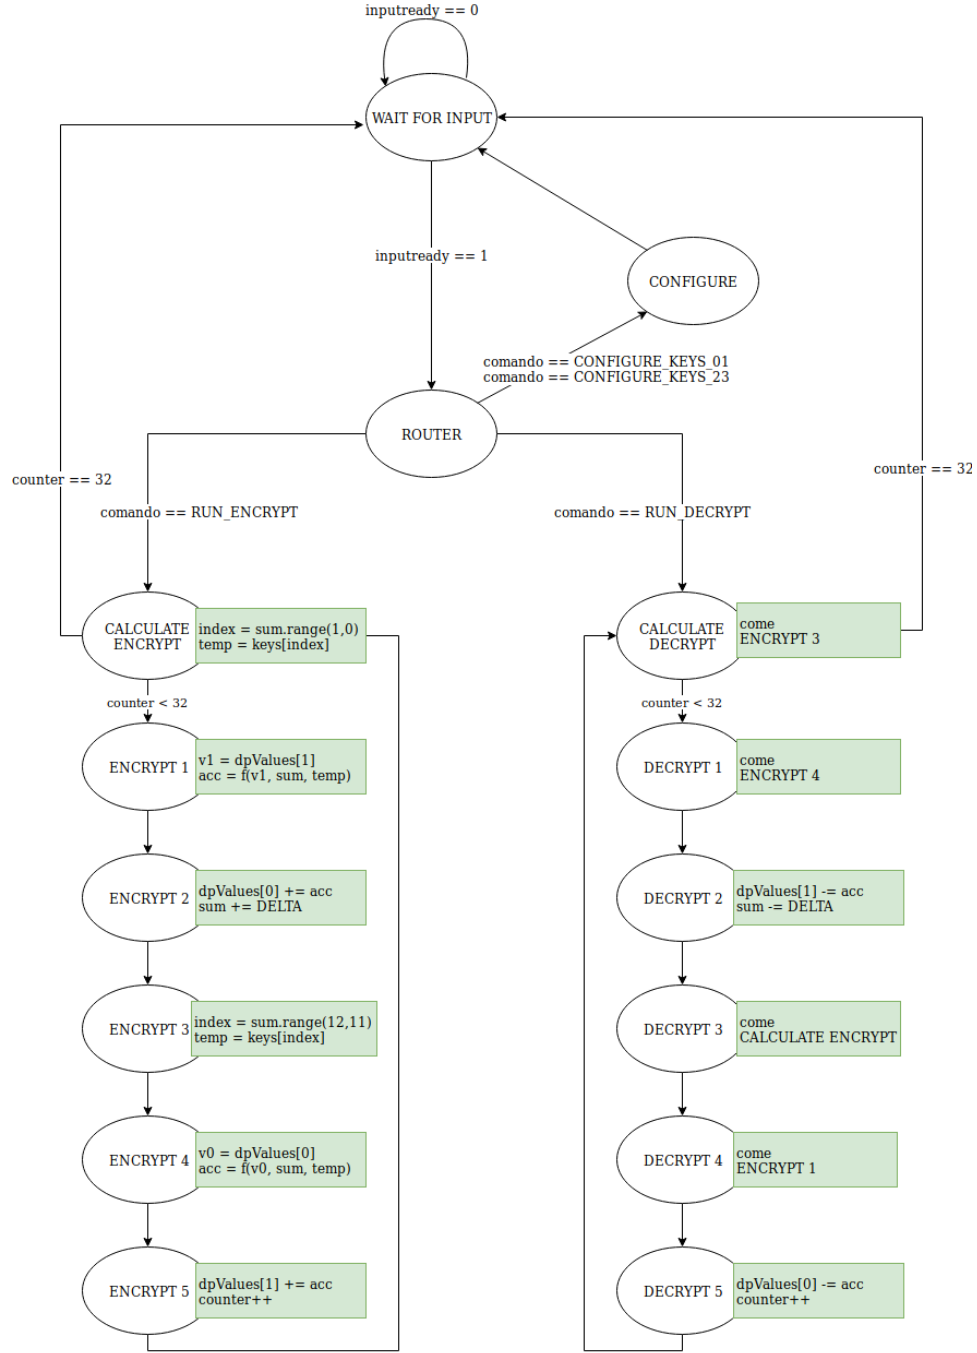 inputready == 0
WAIT FOR INPUT
inputready == 1
CONFIGURE
comando == CONFIGURE_KEYS_01
comando == CONFIGURE_KEYS_23
ROUTER
counter == 32
counter == 32
comando == RUN_ENCRYPT
comando == RUN_DECRYPT
CALCULATE
ENCRYPT
index = sum.range(1,0)
temp = keys[index]
CALCULATE
DECRYPT
come
ENCRYPT 3
counter < 32
counter < 32
ENCRYPT 1
v1 = dpValues[1]
acc = f(v1, sum, temp)
DECRYPT 1
come
ENCRYPT 4
ENCRYPT 2
dpValues[0] += acc
sum += DELTA
DECRYPT 2
dpValues[1] -= acc
sum -= DELTA
ENCRYPT 3
index = sum.range(12,11)
temp = keys[index]
DECRYPT 3
come
CALCULATE ENCRYPT
ENCRYPT 4
v0 = dpValues[0]
acc = f(v0, sum, temp)
DECRYPT 4
come
ENCRYPT 1
ENCRYPT 5
dpValues[1] += acc
counter++
DECRYPT 5
dpValues[0] -= acc
counter++